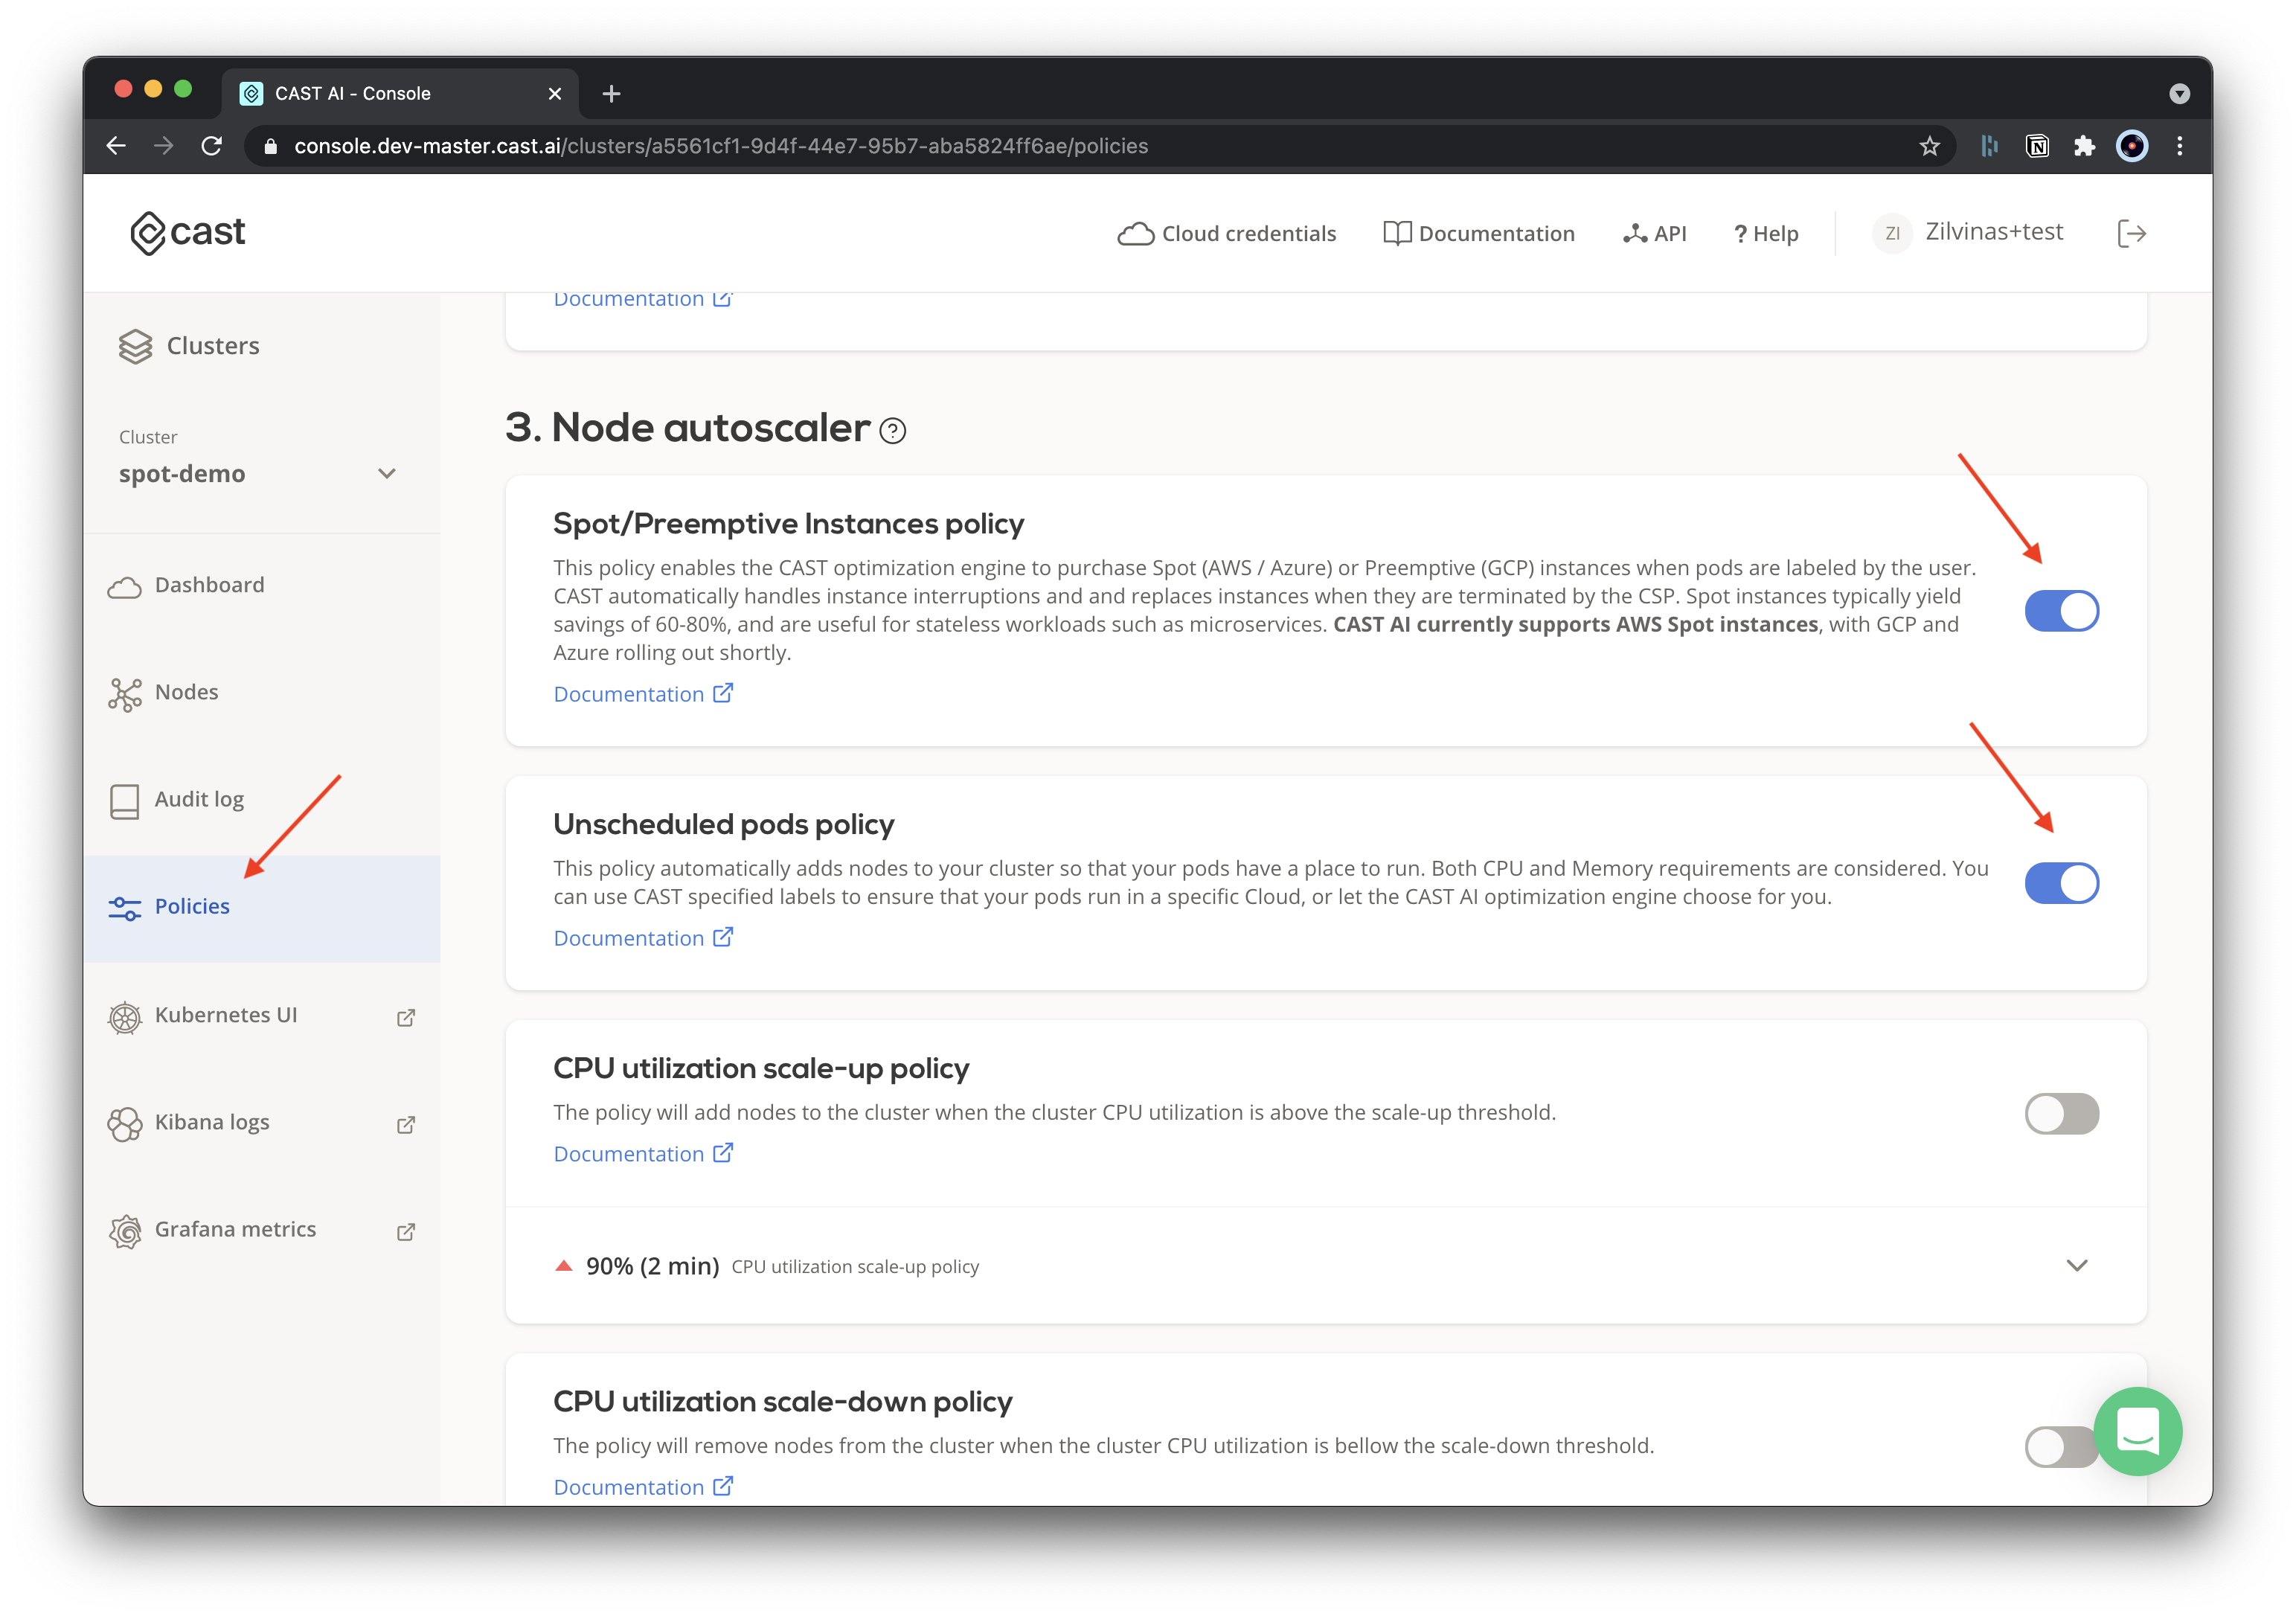 CAST AI - Console
console.dev-master.cast.ai/clusters/a5561cf1-9d4f-44e7-95b7-aba5824ff6ae/policies
cast
Cloud credentials
Documentation
API
? Help
ZI
Zilvinas+test
Clusters
Cluster
spot-demo
Dashboard
Nodes
Audit log
Policies
Kubernetes UI
Kibana logs
Grafana metrics
Documentation
3. Node autoscaler ?
Spot/Preemptive Instances policy
This policy enables the CAST optimization engine to purchase Spot (AWS / Azure) or Preemptive (GCP) instances when pods are labeled by the user.
CAST automatically handles instance interruptions and and replaces instances when they are terminated by the CSP. Spot instances typically yield
savings of 60-80%, and are useful for stateless workloads such as microservices. CAST AI currently supports AWS Spot instances, with GCP and
Azure rolling out shortly.
Documentation
Unscheduled pods policy
This policy automatically adds nodes to your cluster so that your pods have a place to run. Both CPU and Memory requirements are considered. You
can use CAST specified labels to ensure that your pods run in a specific Cloud, or let the CAST AI optimization engine choose for you.
Documentation
CPU utilization scale-up policy
The policy will add nodes to the cluster when the cluster CPU utilization is above the scale-up threshold.
Documentation
90% (2 min) CPU utilization scale-up policy
CPU utilization scale-down policy
The policy will remove nodes from the cluster when the cluster CPU utilization is bellow the scale-down threshold.
Documentation